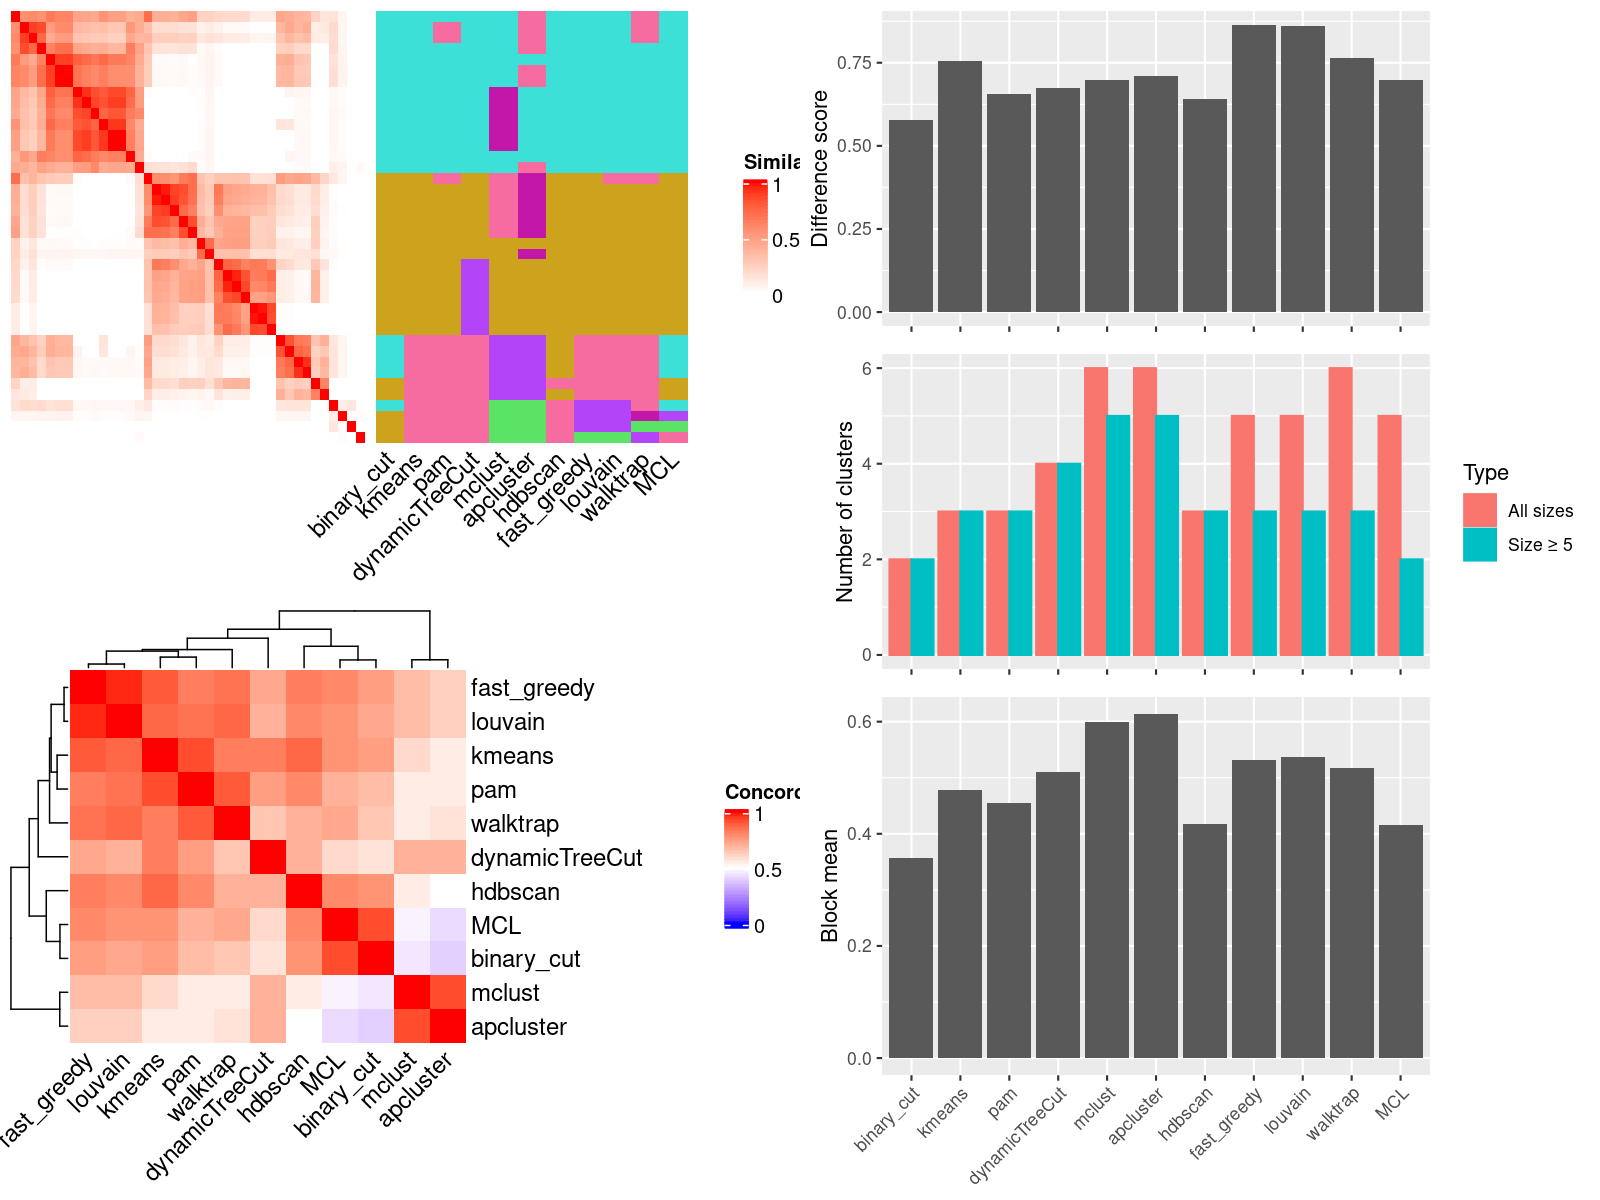 Simila
1
0.5
0
binary_cut
kmeans
pam
dynamicTreeCut
mclust
apcluster
hdbscan
fast_greedy
louvain
walktrap
MCL
fast_greedy
louvain
kmeans
pam
walktrap
dynamicTreeCut
hdbscan
MCL
binary_cut
mclust
apcluster
Concorc
1
0.5
0
fast_greedy
louvain
kmeans
pam
walktrap
dynamicTreeCut
hdbscan
MCL
binary_cut
mclust
apcluster
Difference score
0.75
0.50
0.25
0.00
Number of clusters
6
4
2
0
Type
All sizes
Size ≥ 5
Block mean
0.6
0.4
0.2
0.0
binary_cut
kmeans
pam
dynamicTreeCut
mclust
apcluster
hdbscan
fast_greedy
louvain
walktrap
MCL